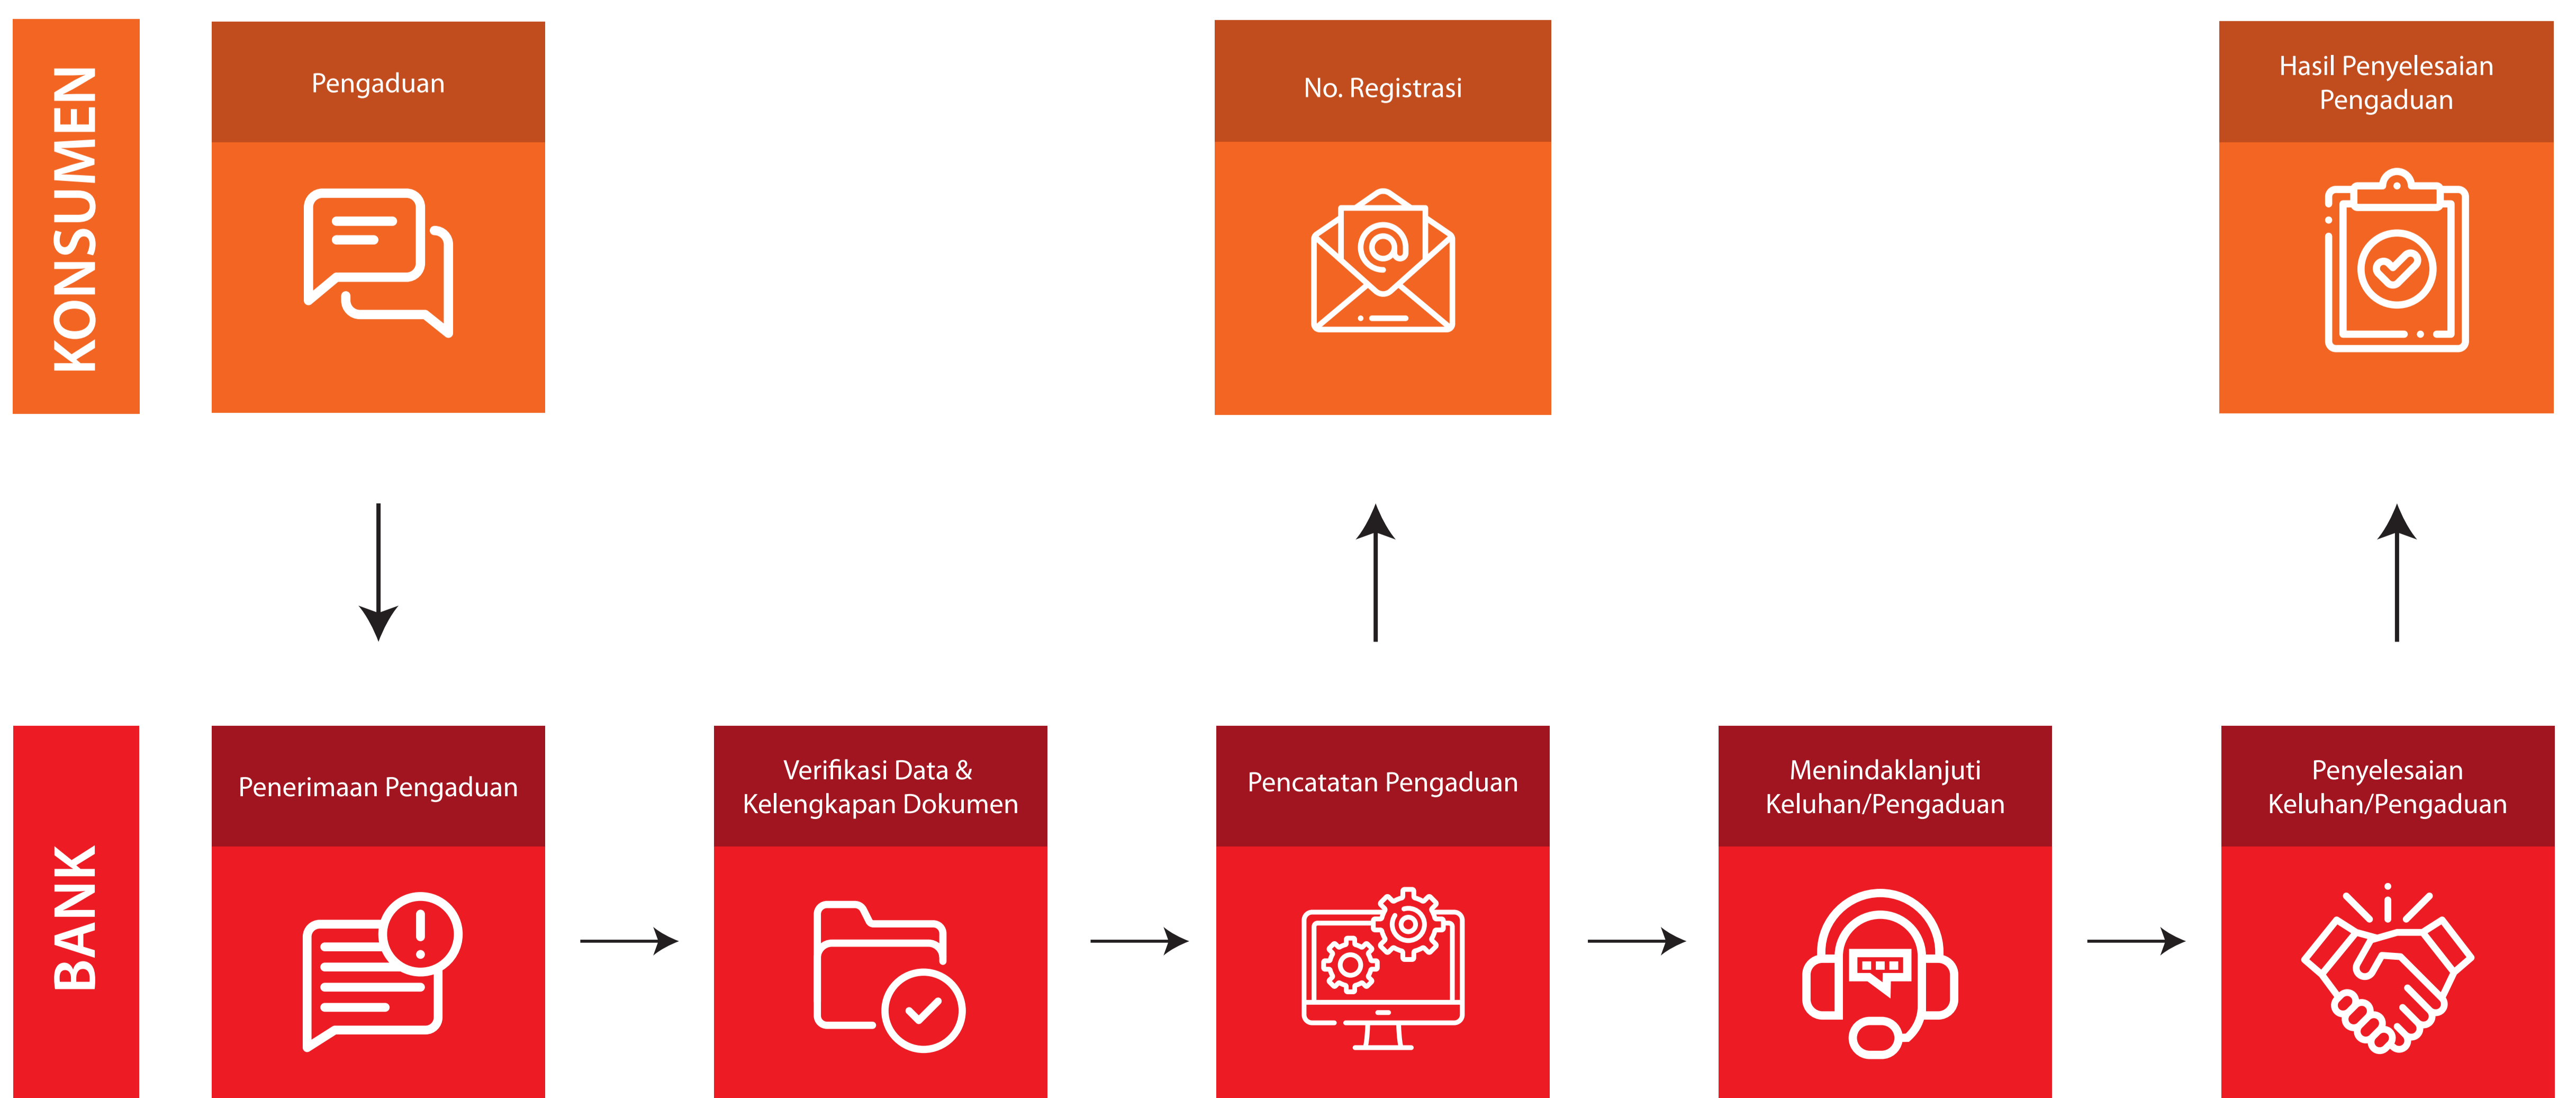 KONSUMEN
Pengaduan
No. Registrasi
Hasil Penyelesaian
Pengaduan
BANK
Penerimaan Pengaduan
Verifikasi Data &
Kelengkapan Dokumen
Pencatatan Pengaduan
Menindaklanjuti
Keluhan/Pengaduan
Penyelesaian
Keluhan/Pengaduan